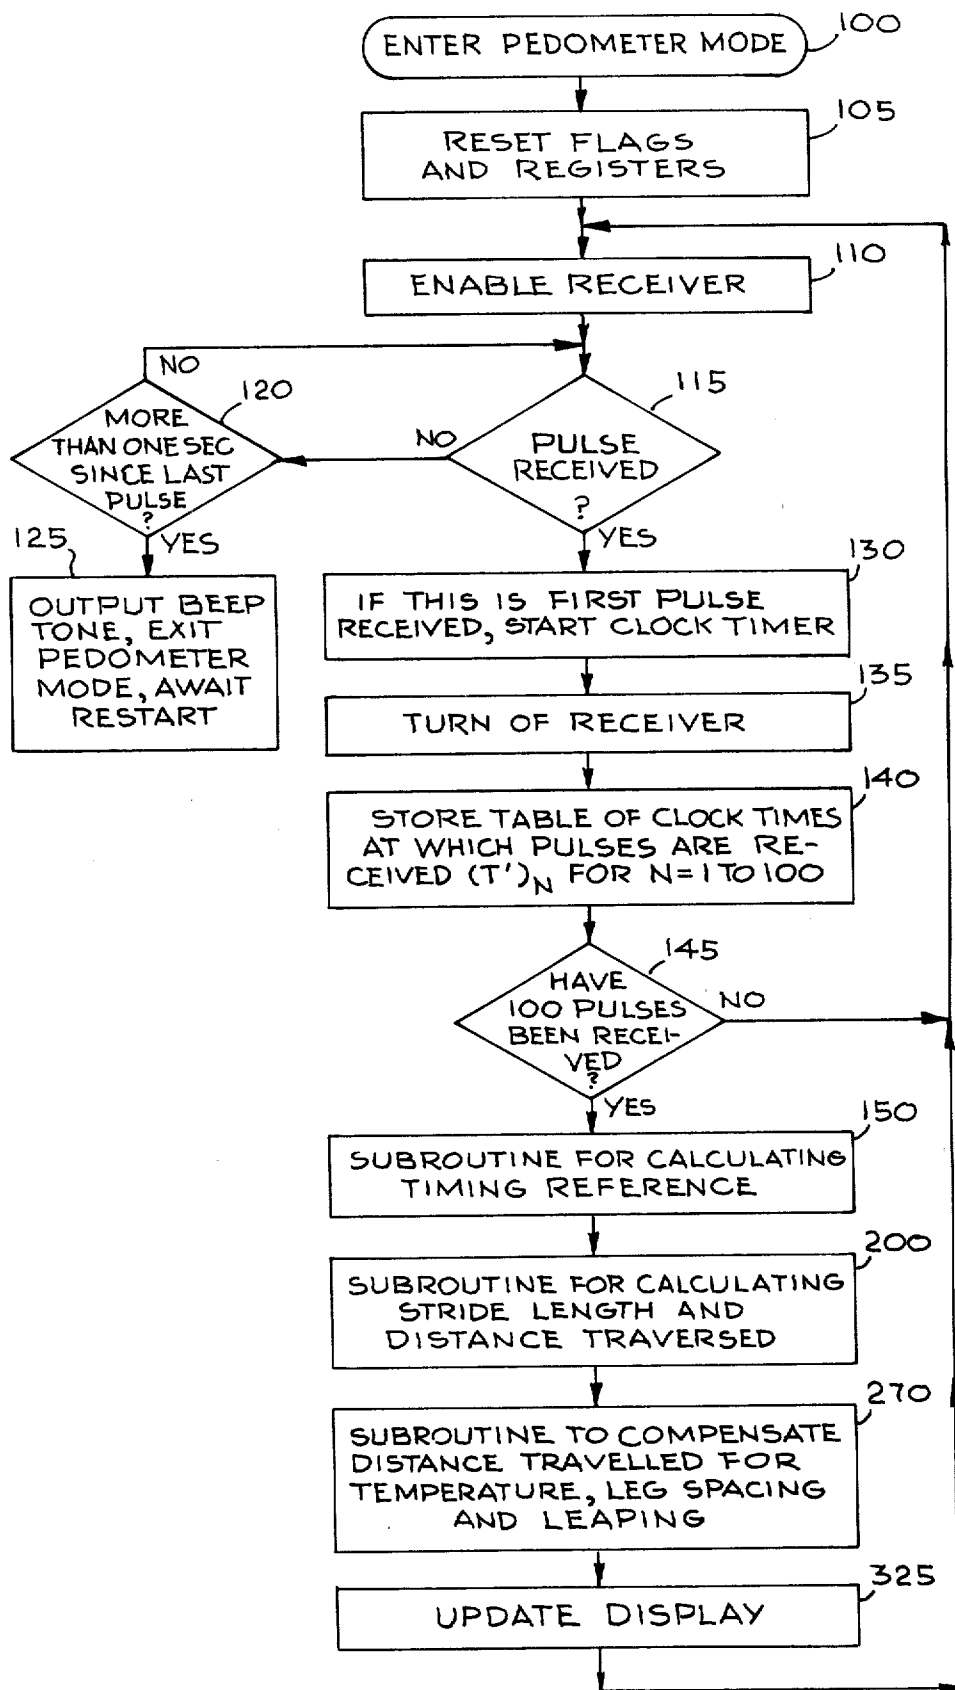 ENTER PEDOMETER MODE
100
RESET FLAGS
AND REGISTERS
105
ENABLE RECEIVER
110
NO
120
115
MORE
THAN ONE SEC
SINCE LAST
PULSE
?
NO
PULSE
RECEIVED
?
125
YES
YES
OUTPUT BEEP
TONE, EXIT
PEDOMETER
MODE, AWAIT
RESTART
130
IF THIS IS FIRST PULSE
RECEIVED, START CLOCK TIMER
135
TURN OF RECEIVER
140
STORE TABLE OF CLOCK TIMES
AT WHICH PULSES ARE RE-
CEIVED (T')N FOR N=1 TO 100
145
HAVE
100 PULSES
BEEN RECEI-
VED
?
NO
YES
150
SUBROUTINE FOR CALCULATING
TIMING REFERENCE
200
SUBROUTINE FOR CALCULATING
STRIDE LENGTH AND
DISTANCE TRAVERSED
270
SUBROUTINE TO COMPENSATE
DISTANCE TRAVELLED FOR
TEMPERATURE, LEG SPACING
AND LEAPING
325
UPDATE DISPLAY